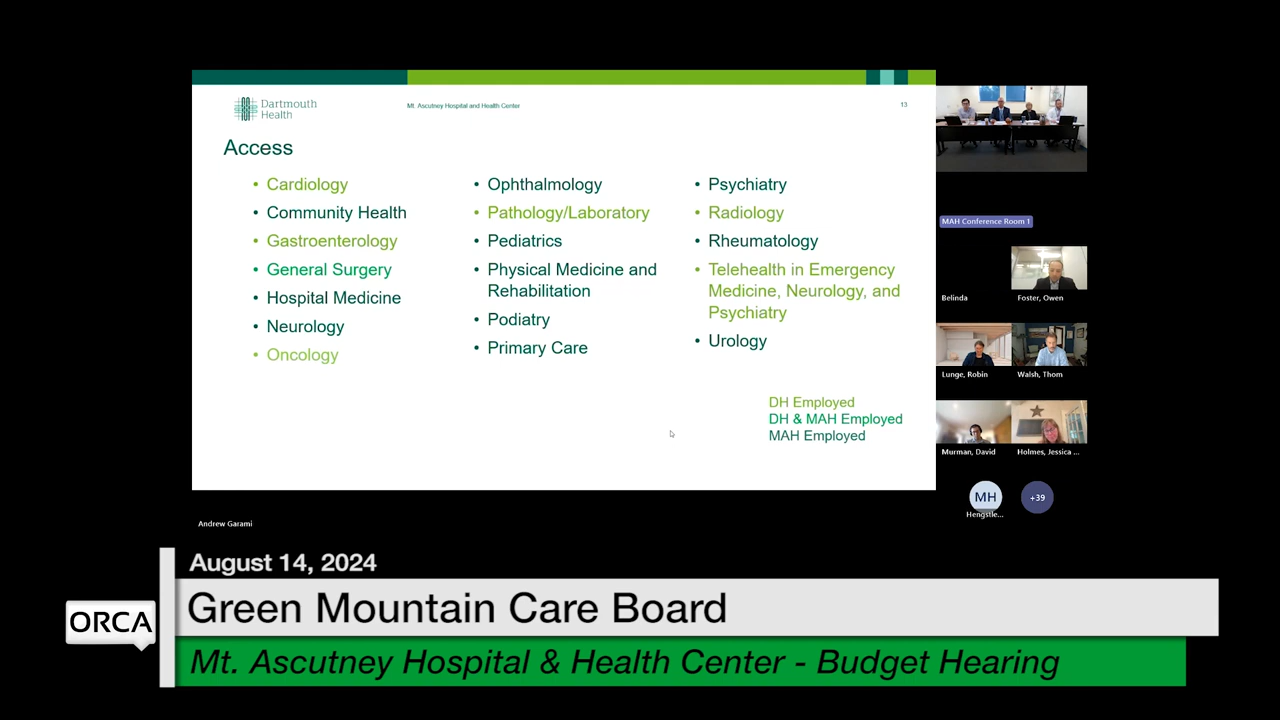 Dartmouth
Health
Mt. Ascutney Hospital and Health Center
13
Access
• Cardiology
• Community Health
• Gastroenterology
• General Surgery
• Hospital Medicine
• Neurology
• Oncology
• Ophthalmology
• Pathology/Laboratory
• Pediatrics
• Physical Medicine and
Rehabilitation
• Podiatry
• Primary Care
• Psychiatry
• Radiology
• Rheumatology
• Telehealth in Emergency
Medicine, Neurology, and
Psychiatry
• Urology
DH Employed
DH & MAH Employed
MAH Employed
MAH Conference Room 1
Belinda
Foster, Owen
Lunge, Robin
Walsh, Thom
Murman, David
Holmes, Jessica ...
MH
+39
Hengstle...
Andrew Garami
August 14, 2024
ORCA
Green Mountain Care Board
Mt. Ascutney Hospital & Health Center - Budget Hearing